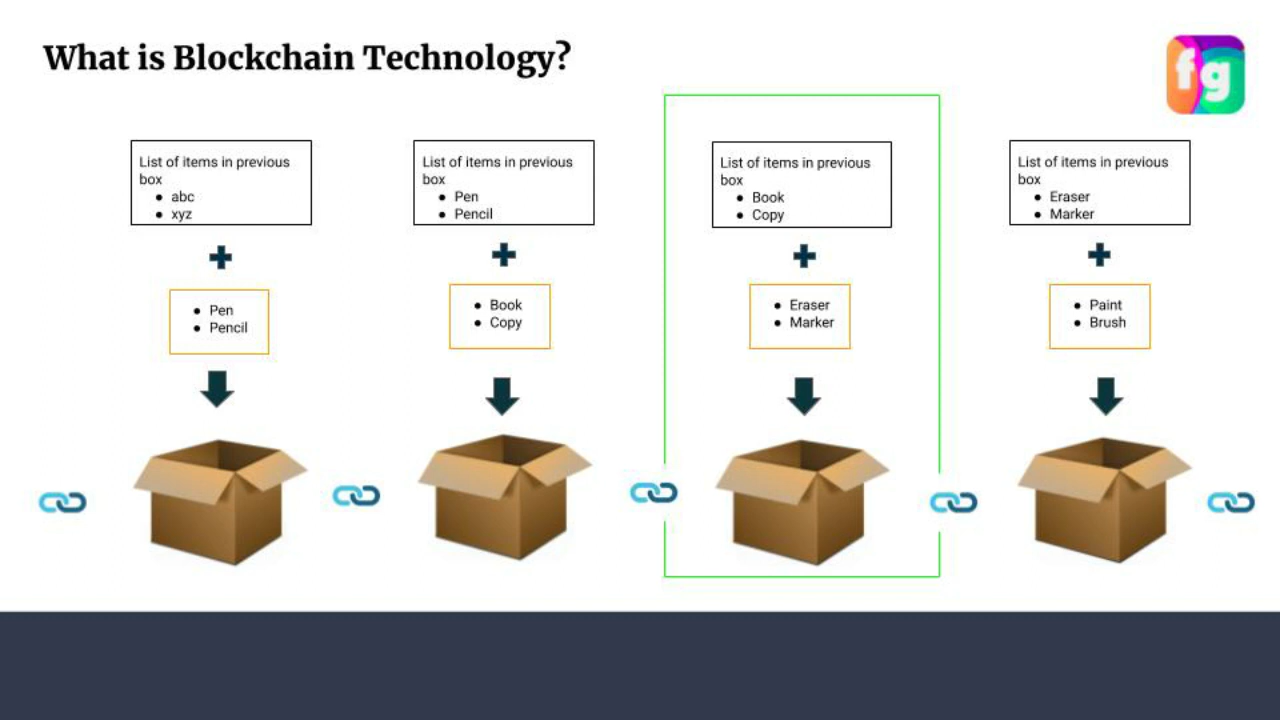 What is Blockchain Technology?
fg
List of items in previous
box
● abc
● xyz
List of items in previous
box
● Pen
● Pencil
List of items in previous
box
● Book
● Copy
List of items in previous
box
● Eraser
● Marker
● Pen
● Pencil
● Book
● Copy
● Eraser
● Marker
● Paint
● Brush